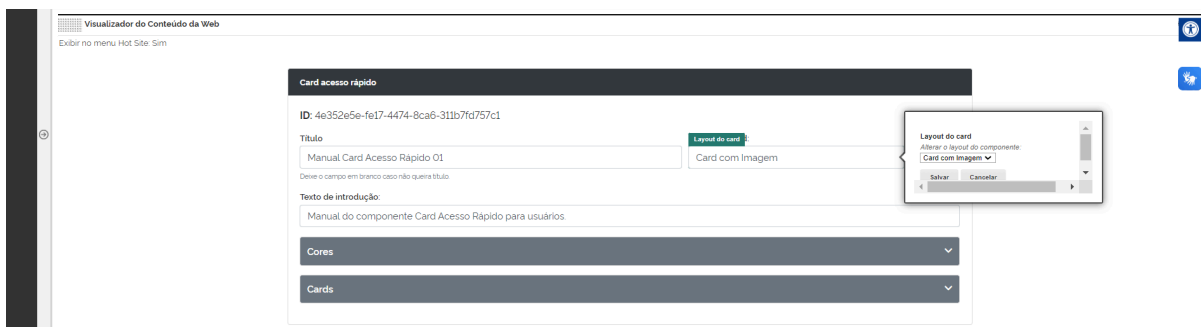 Visualizador do Conteúdo da Web
Exibir no menu Hot Site: Sim
Card acesso rápido
ID: 4e352e5e-fe17-4474-8ca6-311b7fd757c1
Título
Layout do card
:
Manual Card Acesso Rápido 01
Card com Imagem
Deixe o campo em branco caso não queira título.
Texto de introdução:
Manual do componente Card Acesso Rápido para usuários.
Cores
Cards
Layout do card
Alterar o layout do componente:
Card com Imagem
Salvar Cancelar